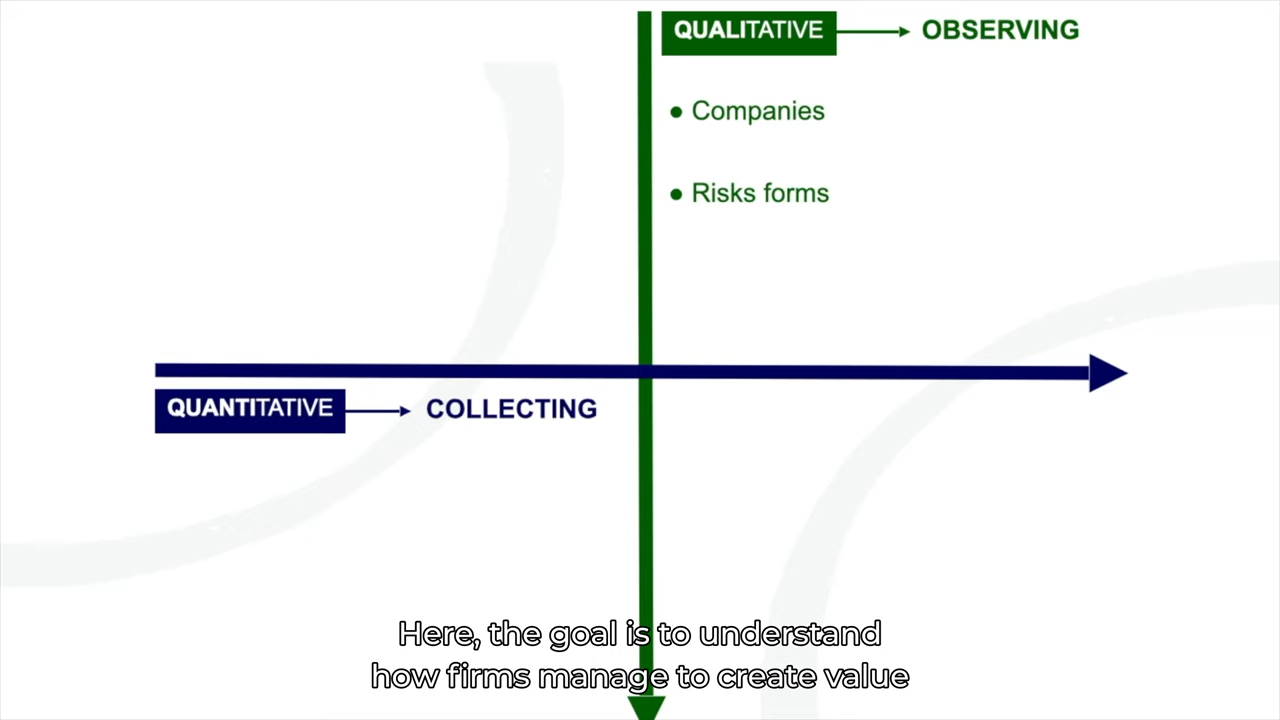 QUALITATIVE OBSERVING
• Companies
• Risks forms
QUANTITATIVE COLLECTING
Here, the goal is to understand
how firms manage to create value